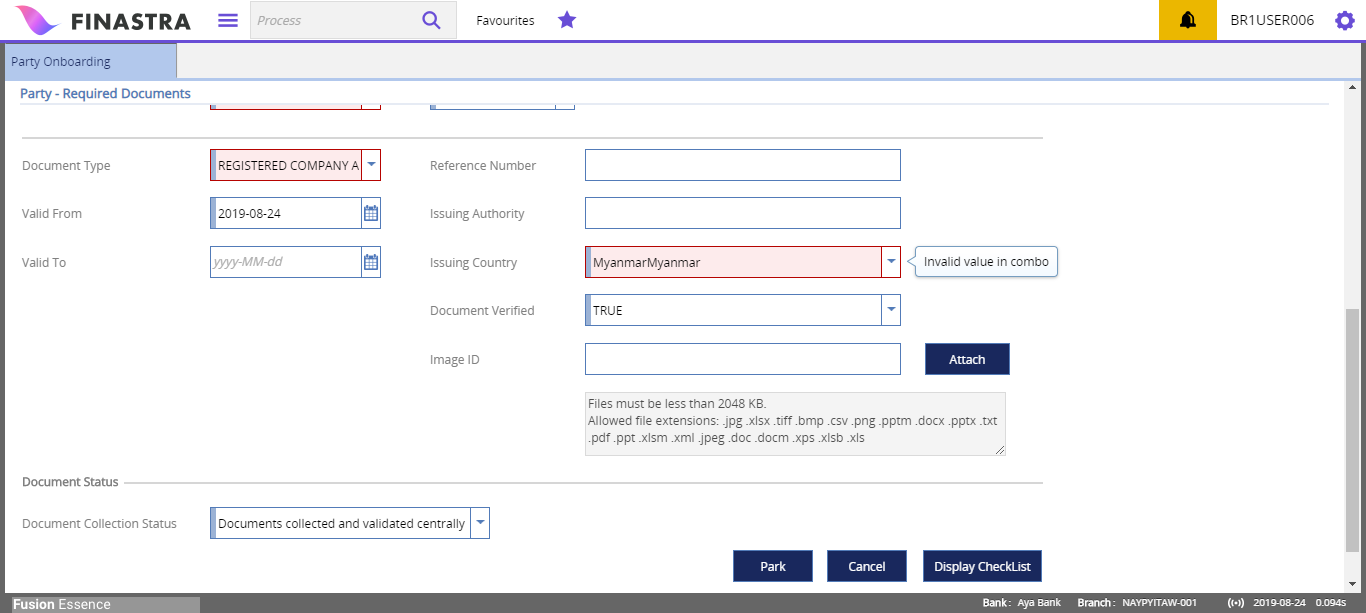 FINASTRA
Process
Favourites
BR1USER006
Party Onboarding
Party - Required Documents
Document Type
REGISTERED COMPANY A
Reference Number
Valid From
2019-08-24
Issuing Authority
Valid To
yyyy-MM-dd
Issuing Country
MyanmarMyanmar
Invalid value in combo
Document Verified
TRUE
Image ID
Attach
Files must be less than 2048 KB.
Allowed file extensions: .jpg .xlsx .tiff .bmp .csv .png .pptm .docx .pptx .txt
.pdf .ppt .xlsm .xml .jpeg .doc .docm .xps .xlsb .xls
Document Status
Document Collection Status
Documents collected and validated centrally
Park
Cancel
Display CheckList
Fusion Essence
Bank : Aya Bank
Branch : NAYPYITAW-001
2019-08-24
0.094s